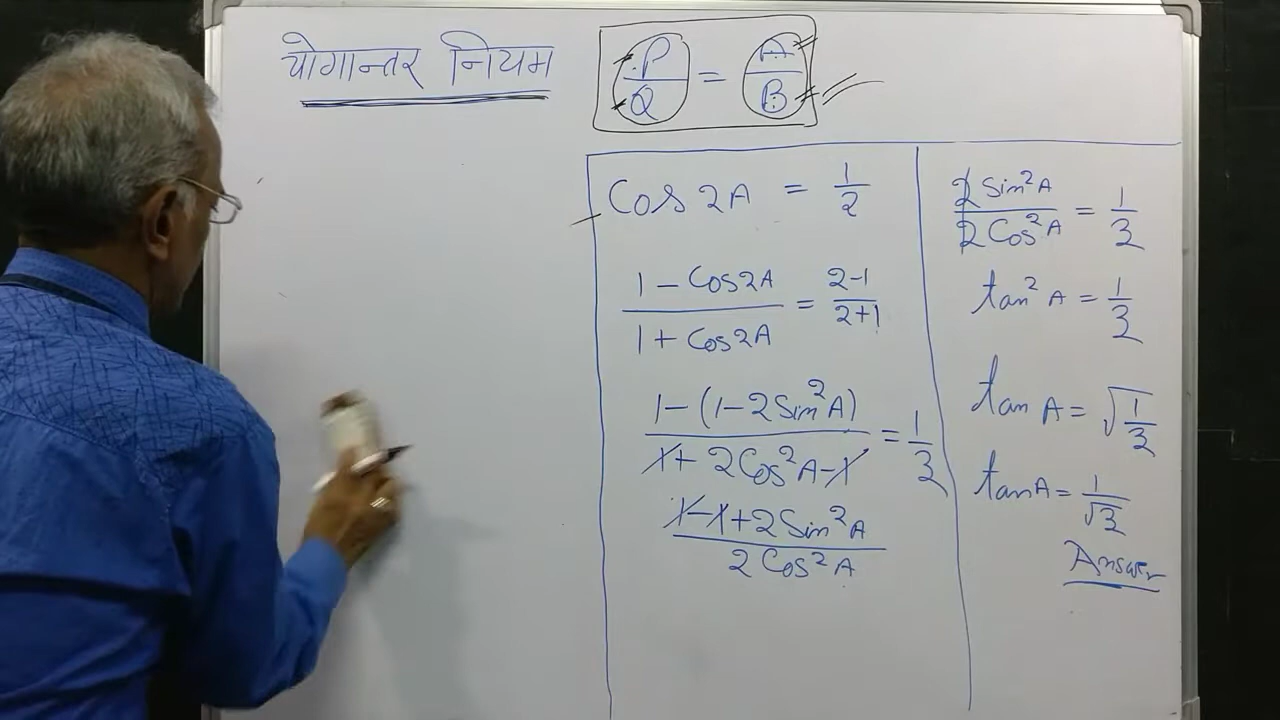 योगान्तर नियम
P/Q = A/B
Cos 2A = 1/2
(1 - Cos2A)/(1 + Cos2A) = (2-1)/(2+1)
(1-(1-2Sin²A))/(1+2Cos²A-1) = 1/3
(1-1+2Sin²A)/(2Cos²A)
2Sin²A/2Cos²A = 1/3
tan²A = 1/3
tanA = √(1/3)
tanA = 1/√3
Answer